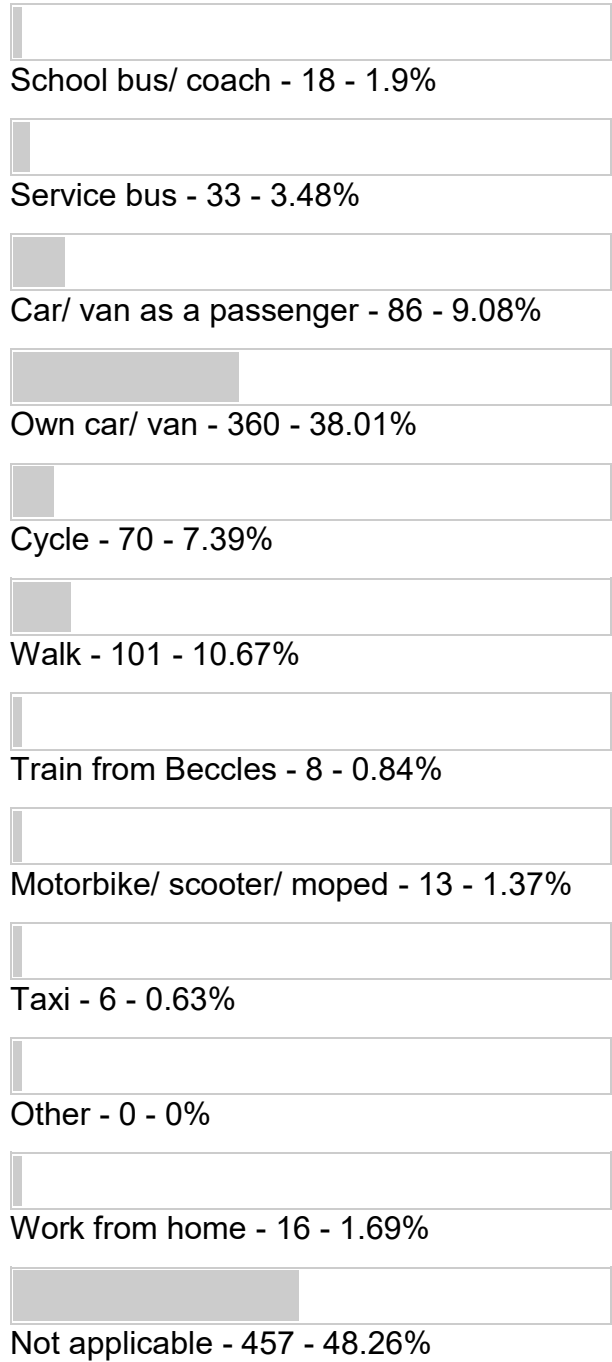 School bus/ coach - 18 - 1.9%
Service bus - 33 - 3.48%
Car/ van as a passenger - 86 - 9.08%
Own car/ van - 360 - 38.01%
Cycle - 70 - 7.39%
Walk - 101 - 10.67%
Train from Beccles - 8 - 0.84%
Motorbike/ scooter/ moped - 13 - 1.37%
Taxi - 6 - 0.63%
Other - 0 - 0%
Work from home - 16 - 1.69%
Not applicable - 457 - 48.26%